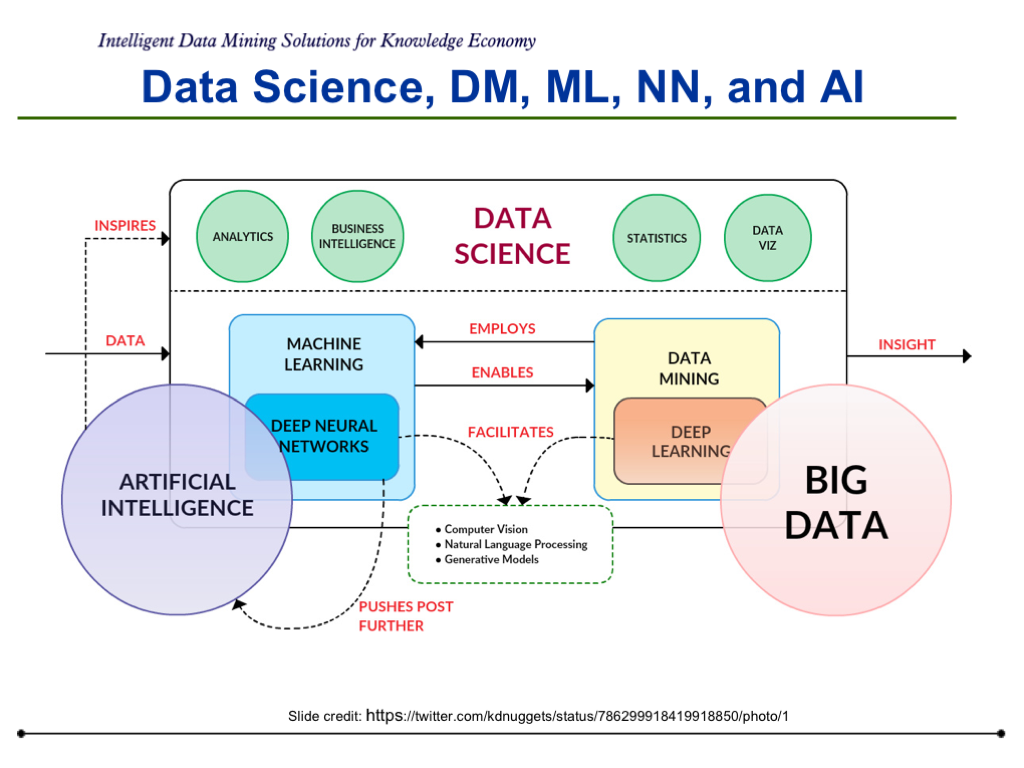 Intelligent Data Mining Solutions for Knowledge Economy
Data Science, DM, ML, NN, and AI
INSPIRES
ANALYTICS
BUSINESS
INTELLIGENCE
DATA
SCIENCE
STATISTICS
DATA
VIZ
DATA
MACHINE
LEARNING
EMPLOYS
ENABLES
DATA
MINING
INSIGHT
DEEP NEURAL
NETWORKS
FACILITATES
DEEP
LEARNING
ARTIFICIAL
INTELLIGENCE
BIG
DATA
• Computer Vision
• Natural Language Processing
• Generative Models
PUSHES POST
FURTHER
Slide credit: https://twitter.com/kdnuggets/status/786299918419918850/photo/1